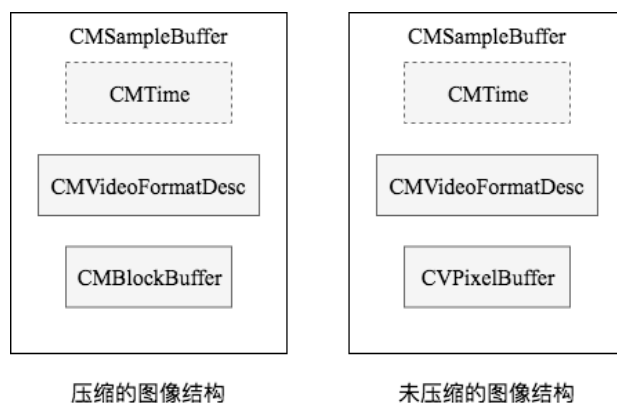 CMSampleBuffer
CMTime
CMVideoFormatDesc
CMBlockBuffer
压缩的图像结构
CMSampleBuffer
CMTime
CMVideoFormatDesc
CVPixelBuffer
未压缩的图像结构